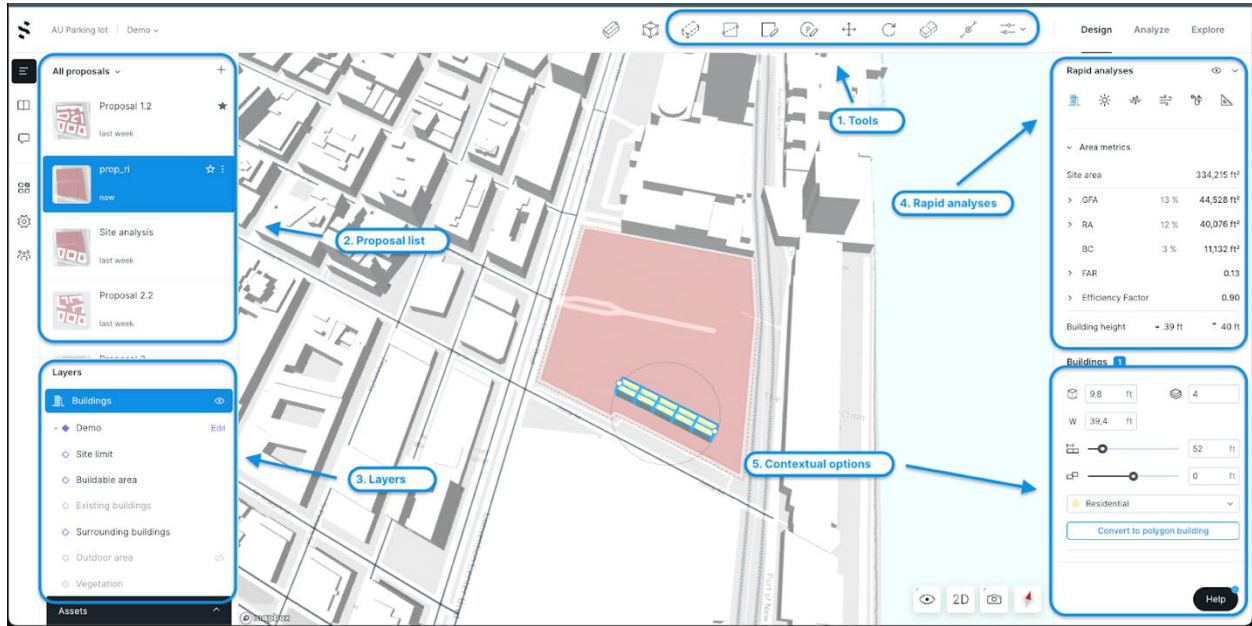 AU Parking lot | Demo
Design Analyze Explore
All proposals
Proposal 1.2
last week
prop_ri
now
Site analysis
last week
Proposal 2.2
last week
Layers
Buildings
Demo Edit
Site limit
Buildable area
Existing buildings
Surrounding buildings
Outdoor area
Vegetation
Assets
1. Tools
2. Proposal list
3. Layers
4. Rapid analyses
5. Contextual options
mapbox
Port of New
2D
Rapid analyses
Area metrics
Site area 334,215 ft²
GFA 13 % 44,528 ft²
RA 12 % 40,076 ft²
BC 3 % 11,132 ft²
FAR 0.13
Efficiency Factor 0.90
Building height 39 ft 40 ft
Buildings 1
9,8 ft 4
W 39,4 ft
52 ft
0 ft
Residential
Convert to polygon building
Help